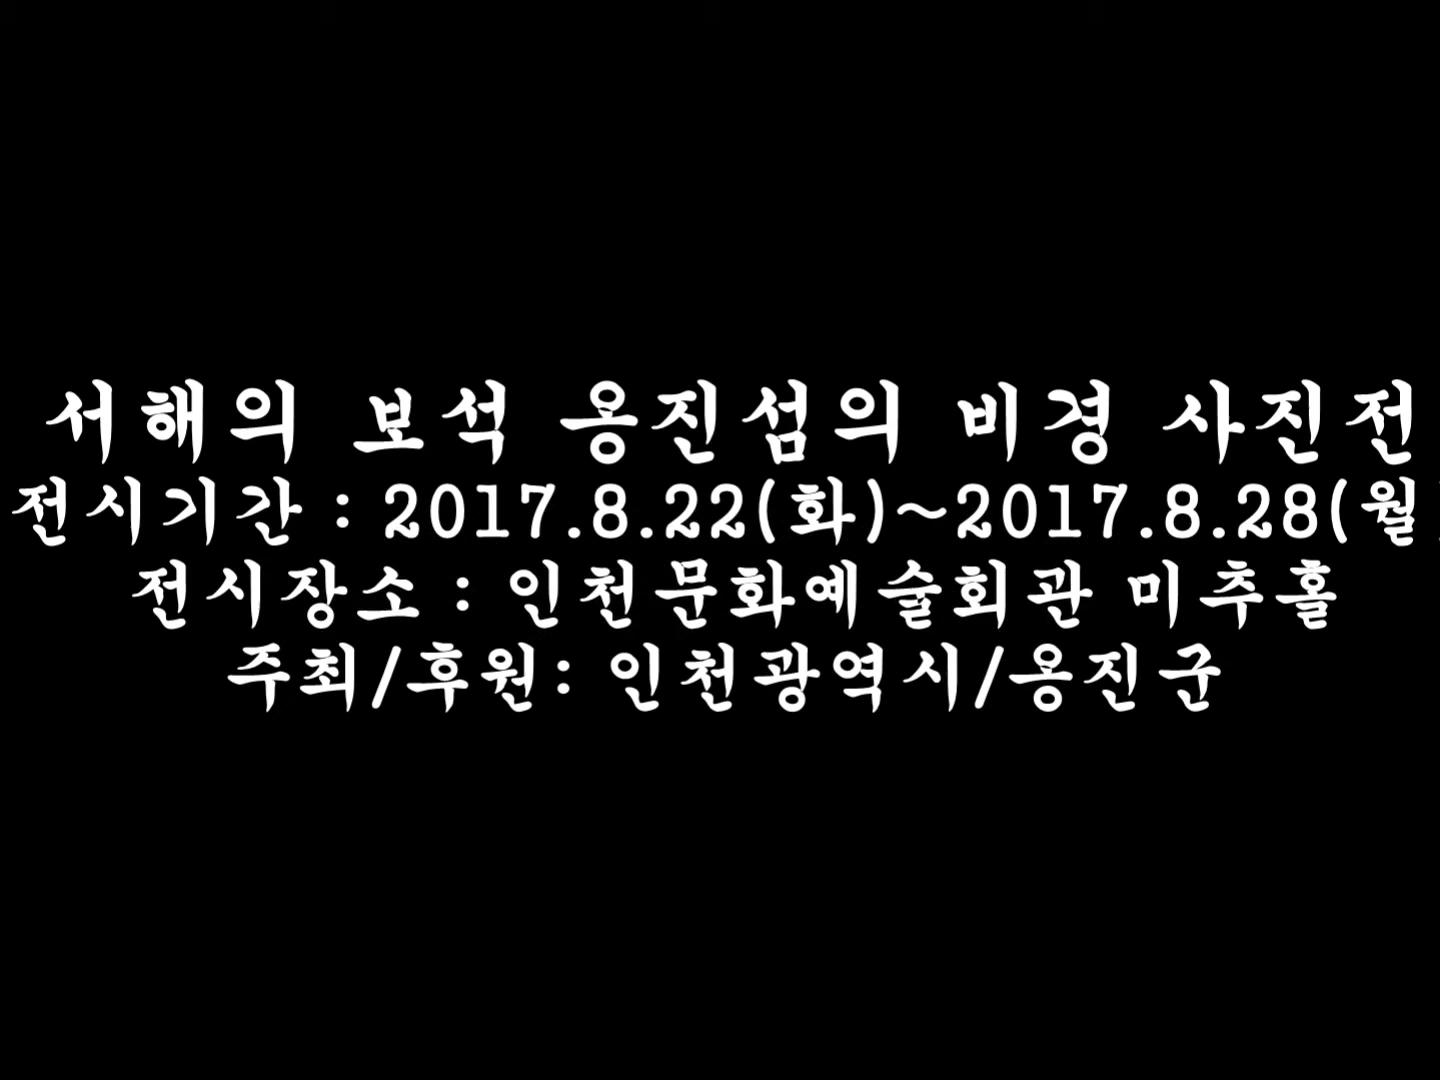 서해의 보석 옹진섬의 비경 사진전
전시기간 : 2017.8.22(화)~2017.8.28(월)
전시장소 : 인천문화예술회관 미추홀
주최/후원: 인천광역시/옹진군